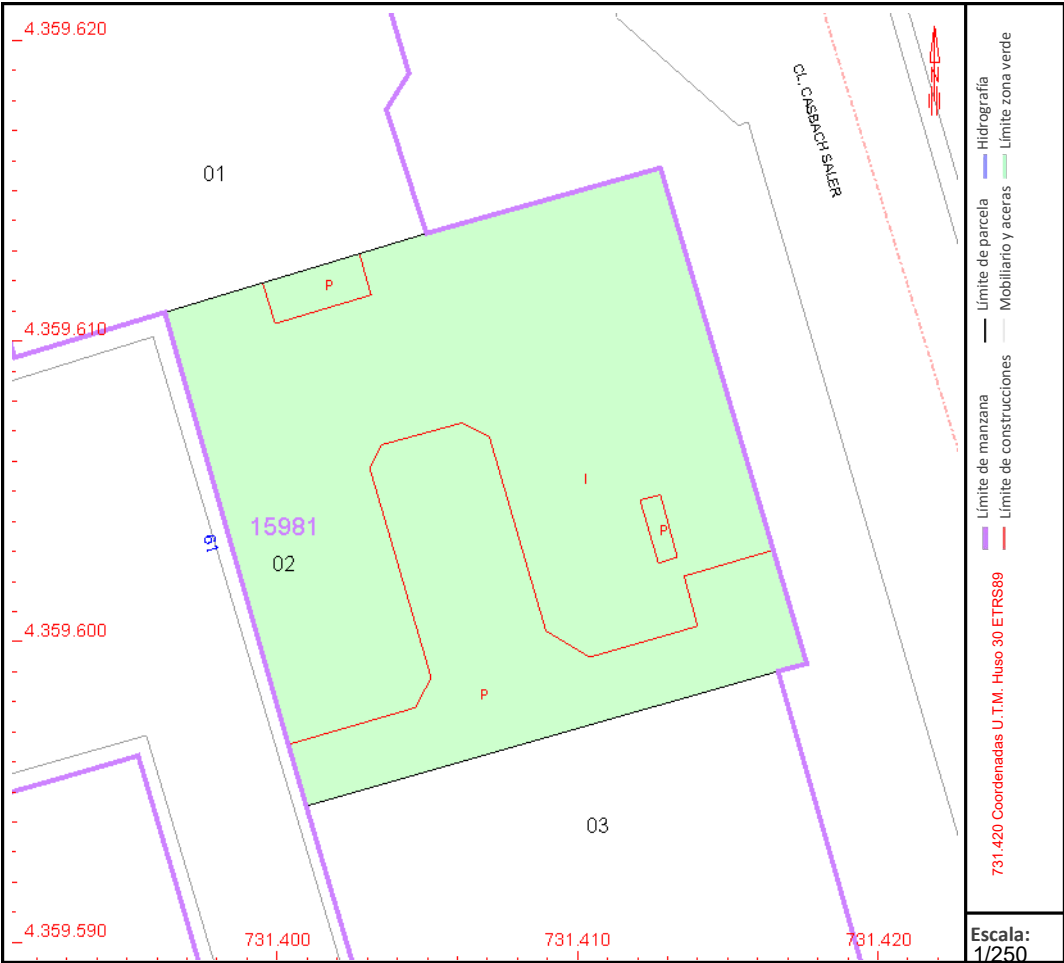 4.359.620
CL. CASBACH SALER
N
01
P
4.359.610
I
15981
P
02
19
4.359.600
P
03
4.359.590
731.400
731.410
731.420
Hidrografía
Límite zona verde
Límite de parcela
Mobiliario y aceras
Límite de manzana
Límite de construcciones
731.420 Coordenadas U.T.M. Huso 30 ETRS89
Escala:
1/250